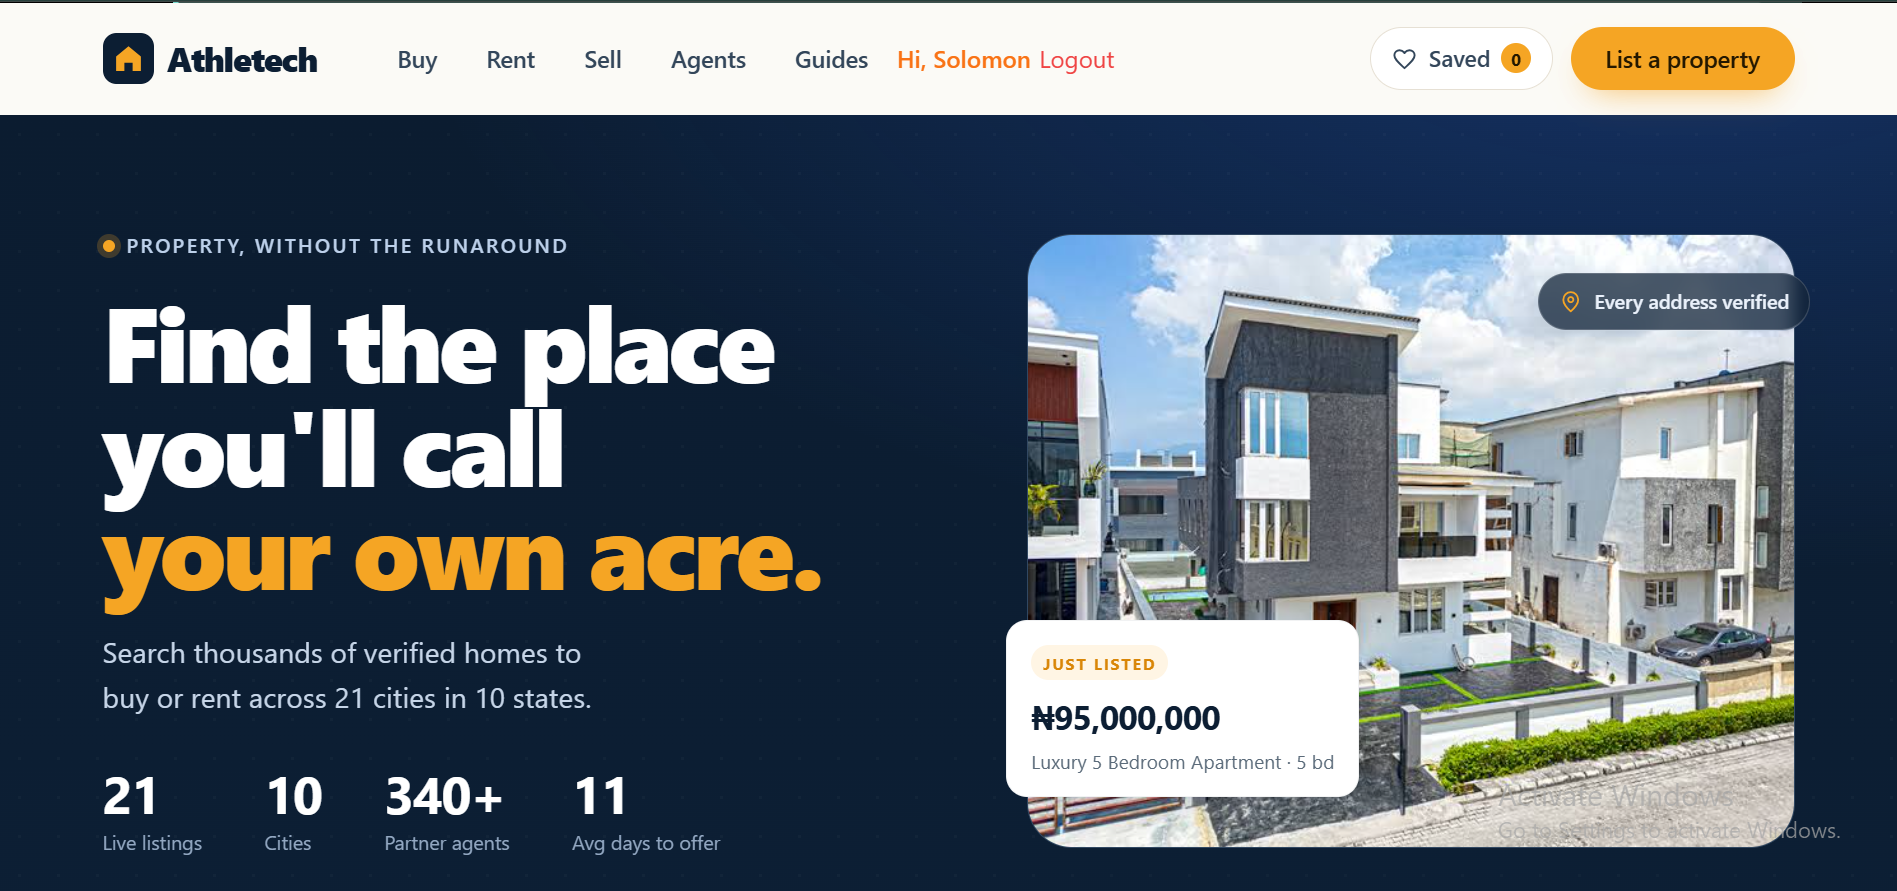 Athletech
Buy
Rent
Sell
Agents
Guides
Hi, Solomon
Logout
Saved
0
List a property
PROPERTY, WITHOUT THE RUNAROUND
Find the place
you'll call
your own acre.
Search thousands of verified homes to
buy or rent across 21 cities in 10 states.
21
Live listings
10
Cities
340+
Partner agents
11
Avg days to offer
Every address verified
JUST LISTED
₦95,000,000
Luxury 5 Bedroom Apartment · 5 bd
Activate Windows
Go to Settings to activate Windows.